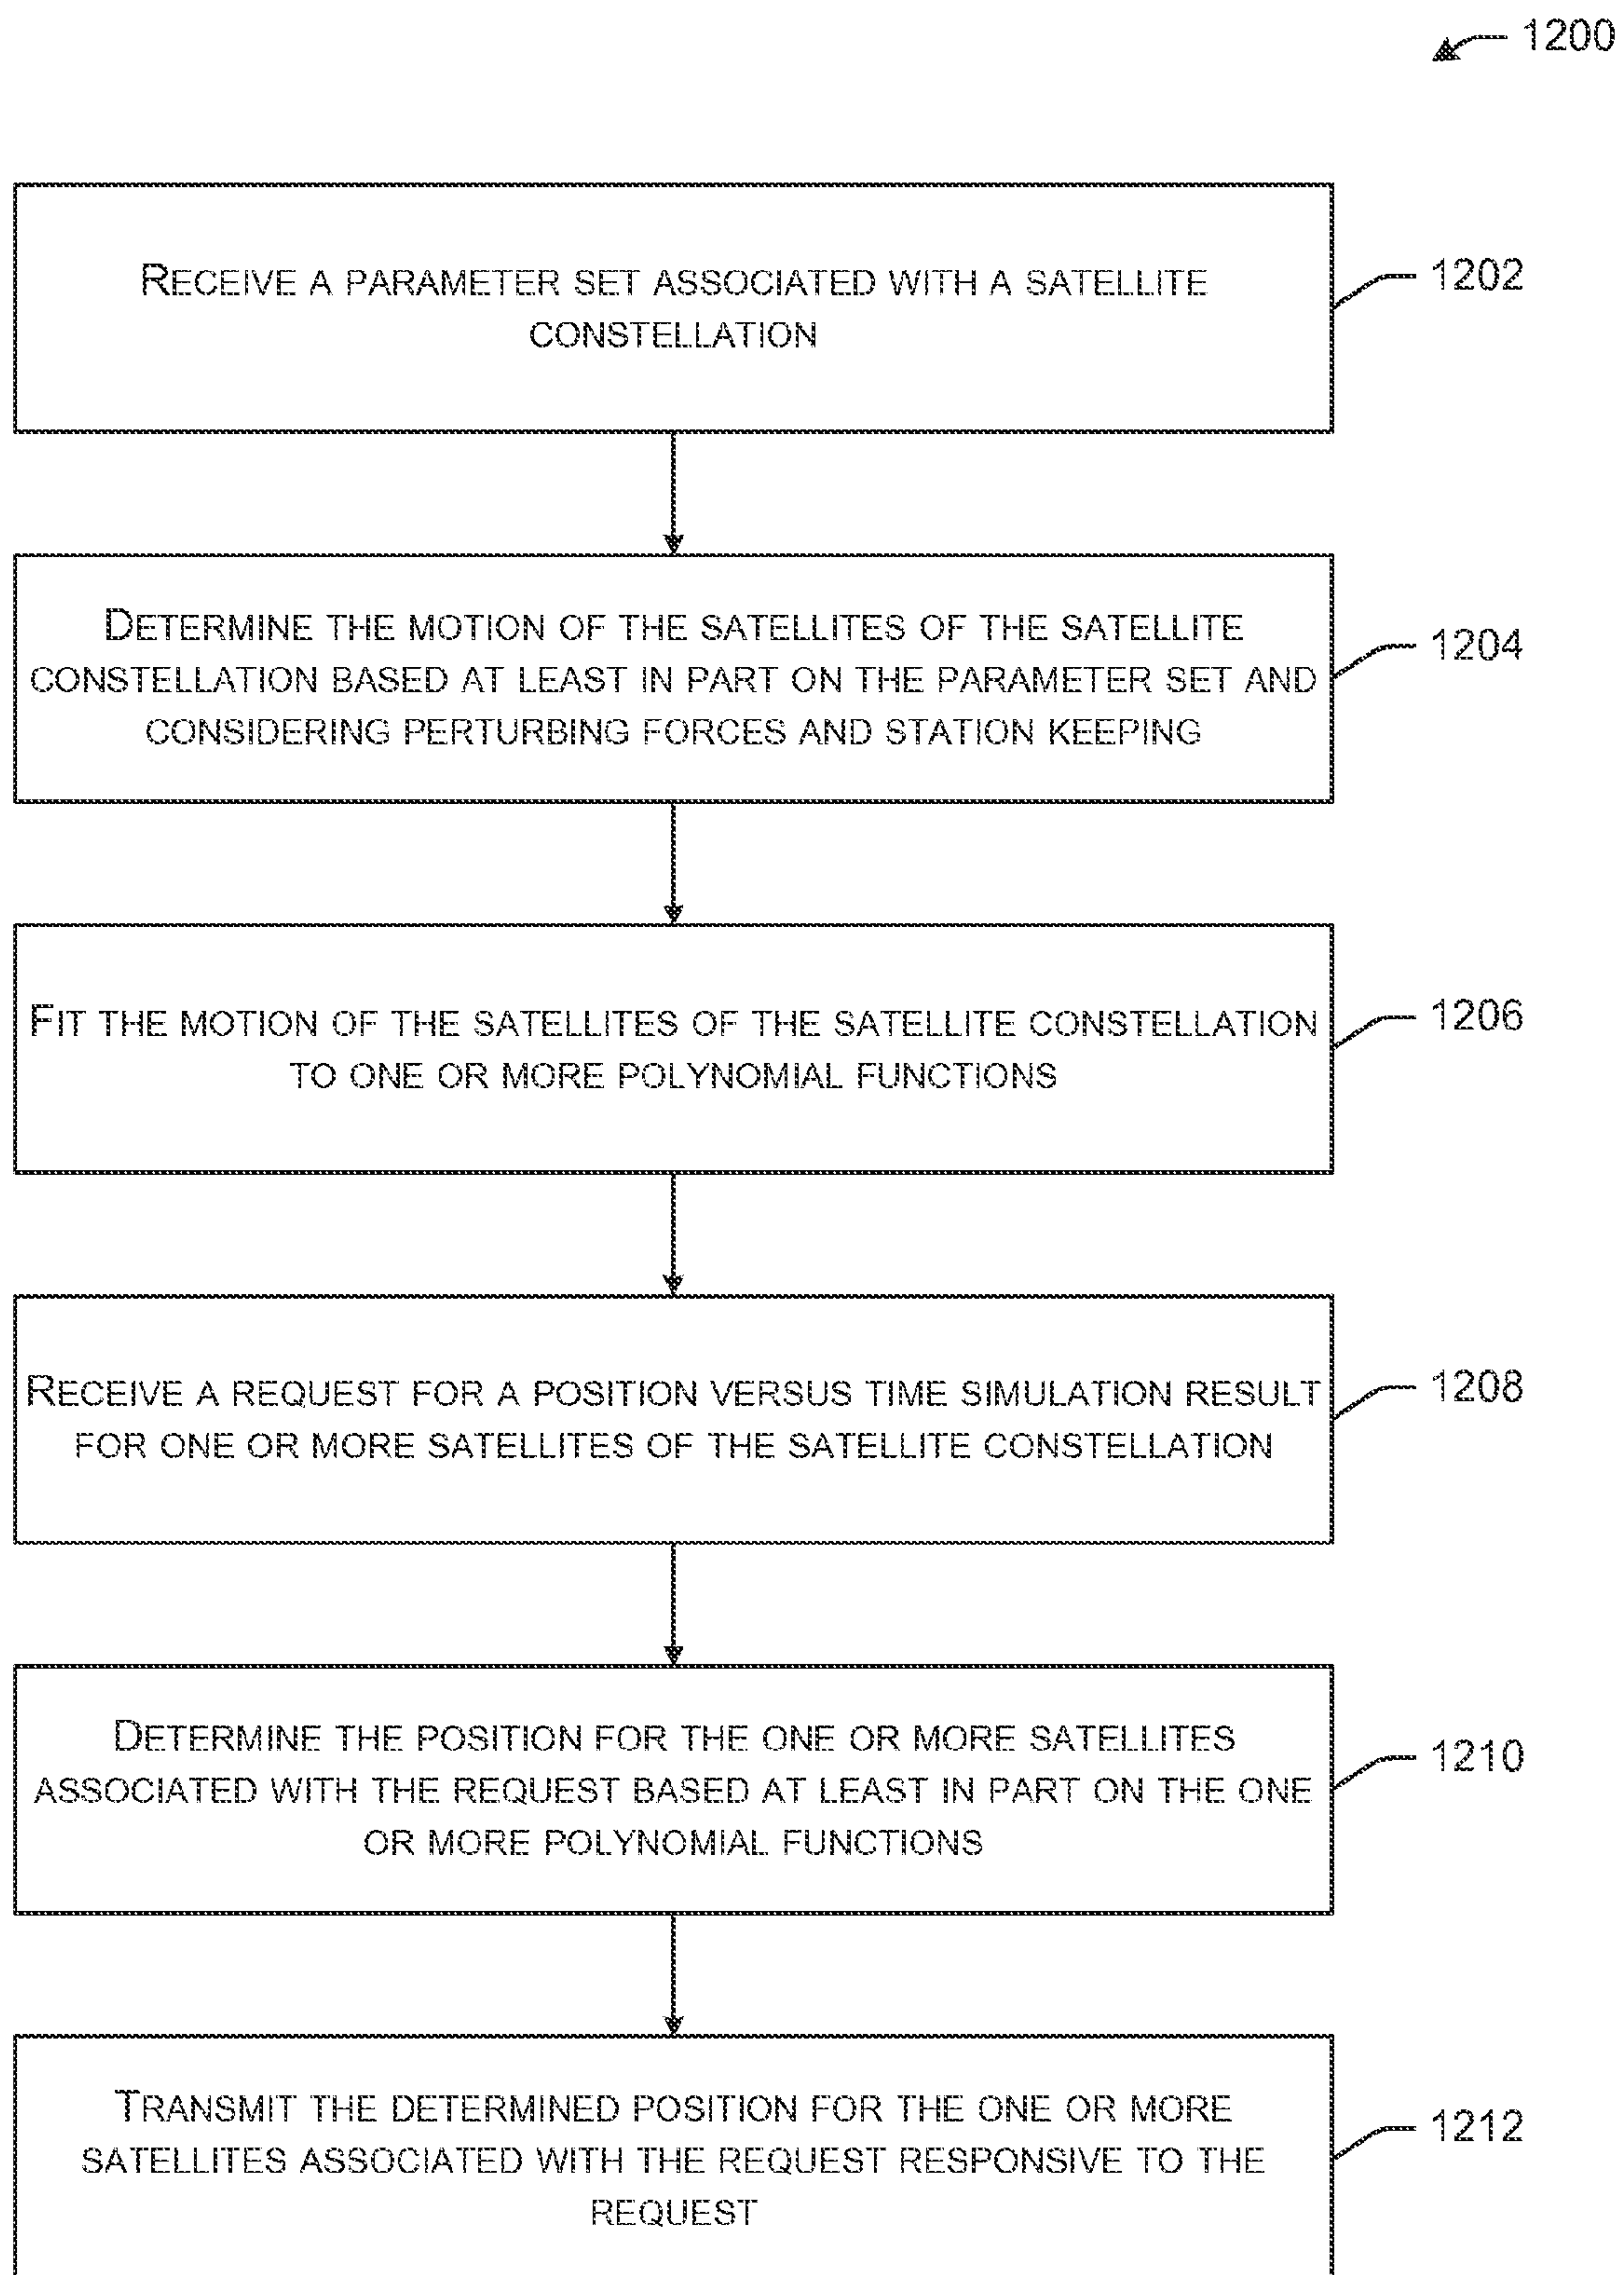 1200
RECEIVE A PARAMETER SET ASSOCIATED WITH A SATELLITE
CONSTELLATION
1202
DETERMINE THE MOTION OF THE SATELLITES OF THE SATELLITE
CONSTELLATION BASED AT LEAST IN PART ON THE PARAMETER SET AND
CONSIDERING PERTURBING FORCES AND STATION KEEPING
1204
FIT THE MOTION OF THE SATELLITES OF THE SATELLITE CONSTELLATION
TO ONE OR MORE POLYNOMIAL FUNCTIONS
1206
RECEIVE A REQUEST FOR A POSITION VERSUS TIME SIMULATION RESULT
FOR ONE OR MORE SATELLITES OF THE SATELLITE CONSTELLATION
1208
DETERMINE THE POSITION FOR THE ONE OR MORE SATELLITES
ASSOCIATED WITH THE REQUEST BASED AT LEAST IN PART ON THE ONE
OR MORE POLYNOMIAL FUNCTIONS
1210
TRANSMIT THE DETERMINED POSITION FOR THE ONE OR MORE
SATELLITES ASSOCIATED WITH THE REQUEST RESPONSIVE TO THE
REQUEST
1212